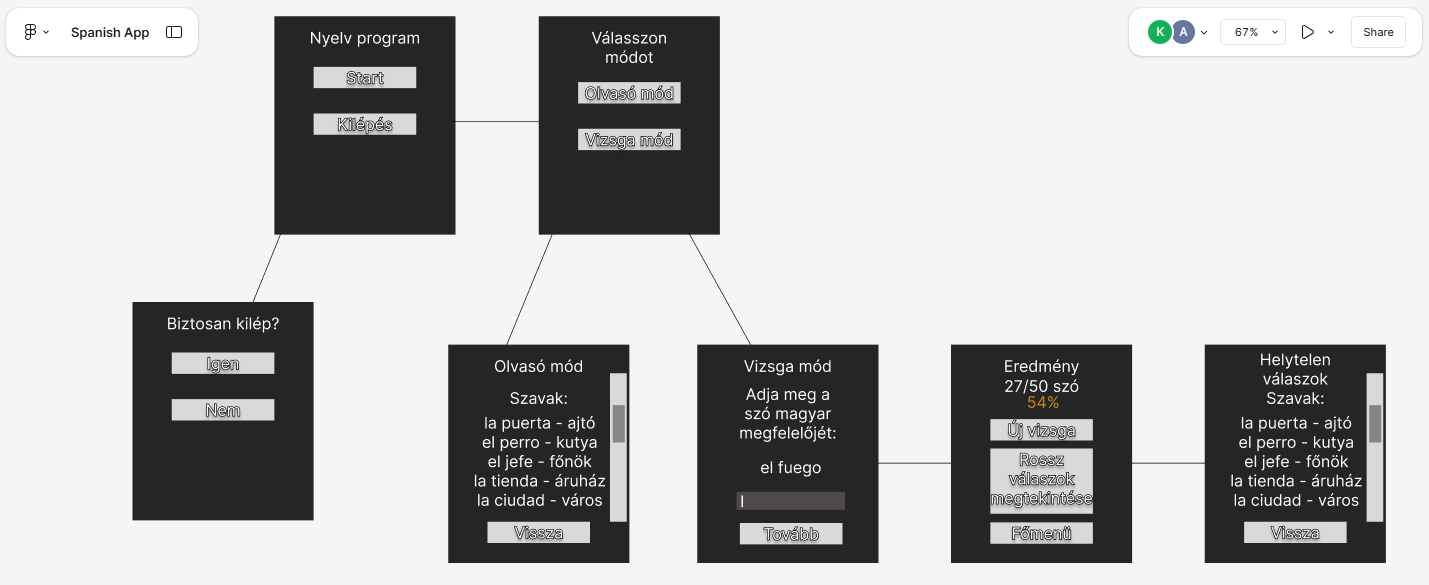 Spanish App
K
A
67%
Share
Nyelv program
Start
Kilépés
Válasszon
módot
Olvasó mód
Vizsga mód
Biztosan kilép?
Igen
Nem
Olvasó mód
Szavak:
la puerta - ajtó
el perro - kutya
el jefe - főnök
la tienda - áruház
la ciudad - város
Vissza
Vizsga mód
Adja meg a
szó magyar
megfelelőjét:
el fuego
Tovább
Eredmény
27/50 szó
54%
Új vizsga
Rossz
válaszok
megtekintése
Főmenü
Helytelen
válaszok
Szavak:
la puerta - ajtó
el perro - kutya
el jefe - főnök
la tienda - áruház
la ciudad - város
Vissza